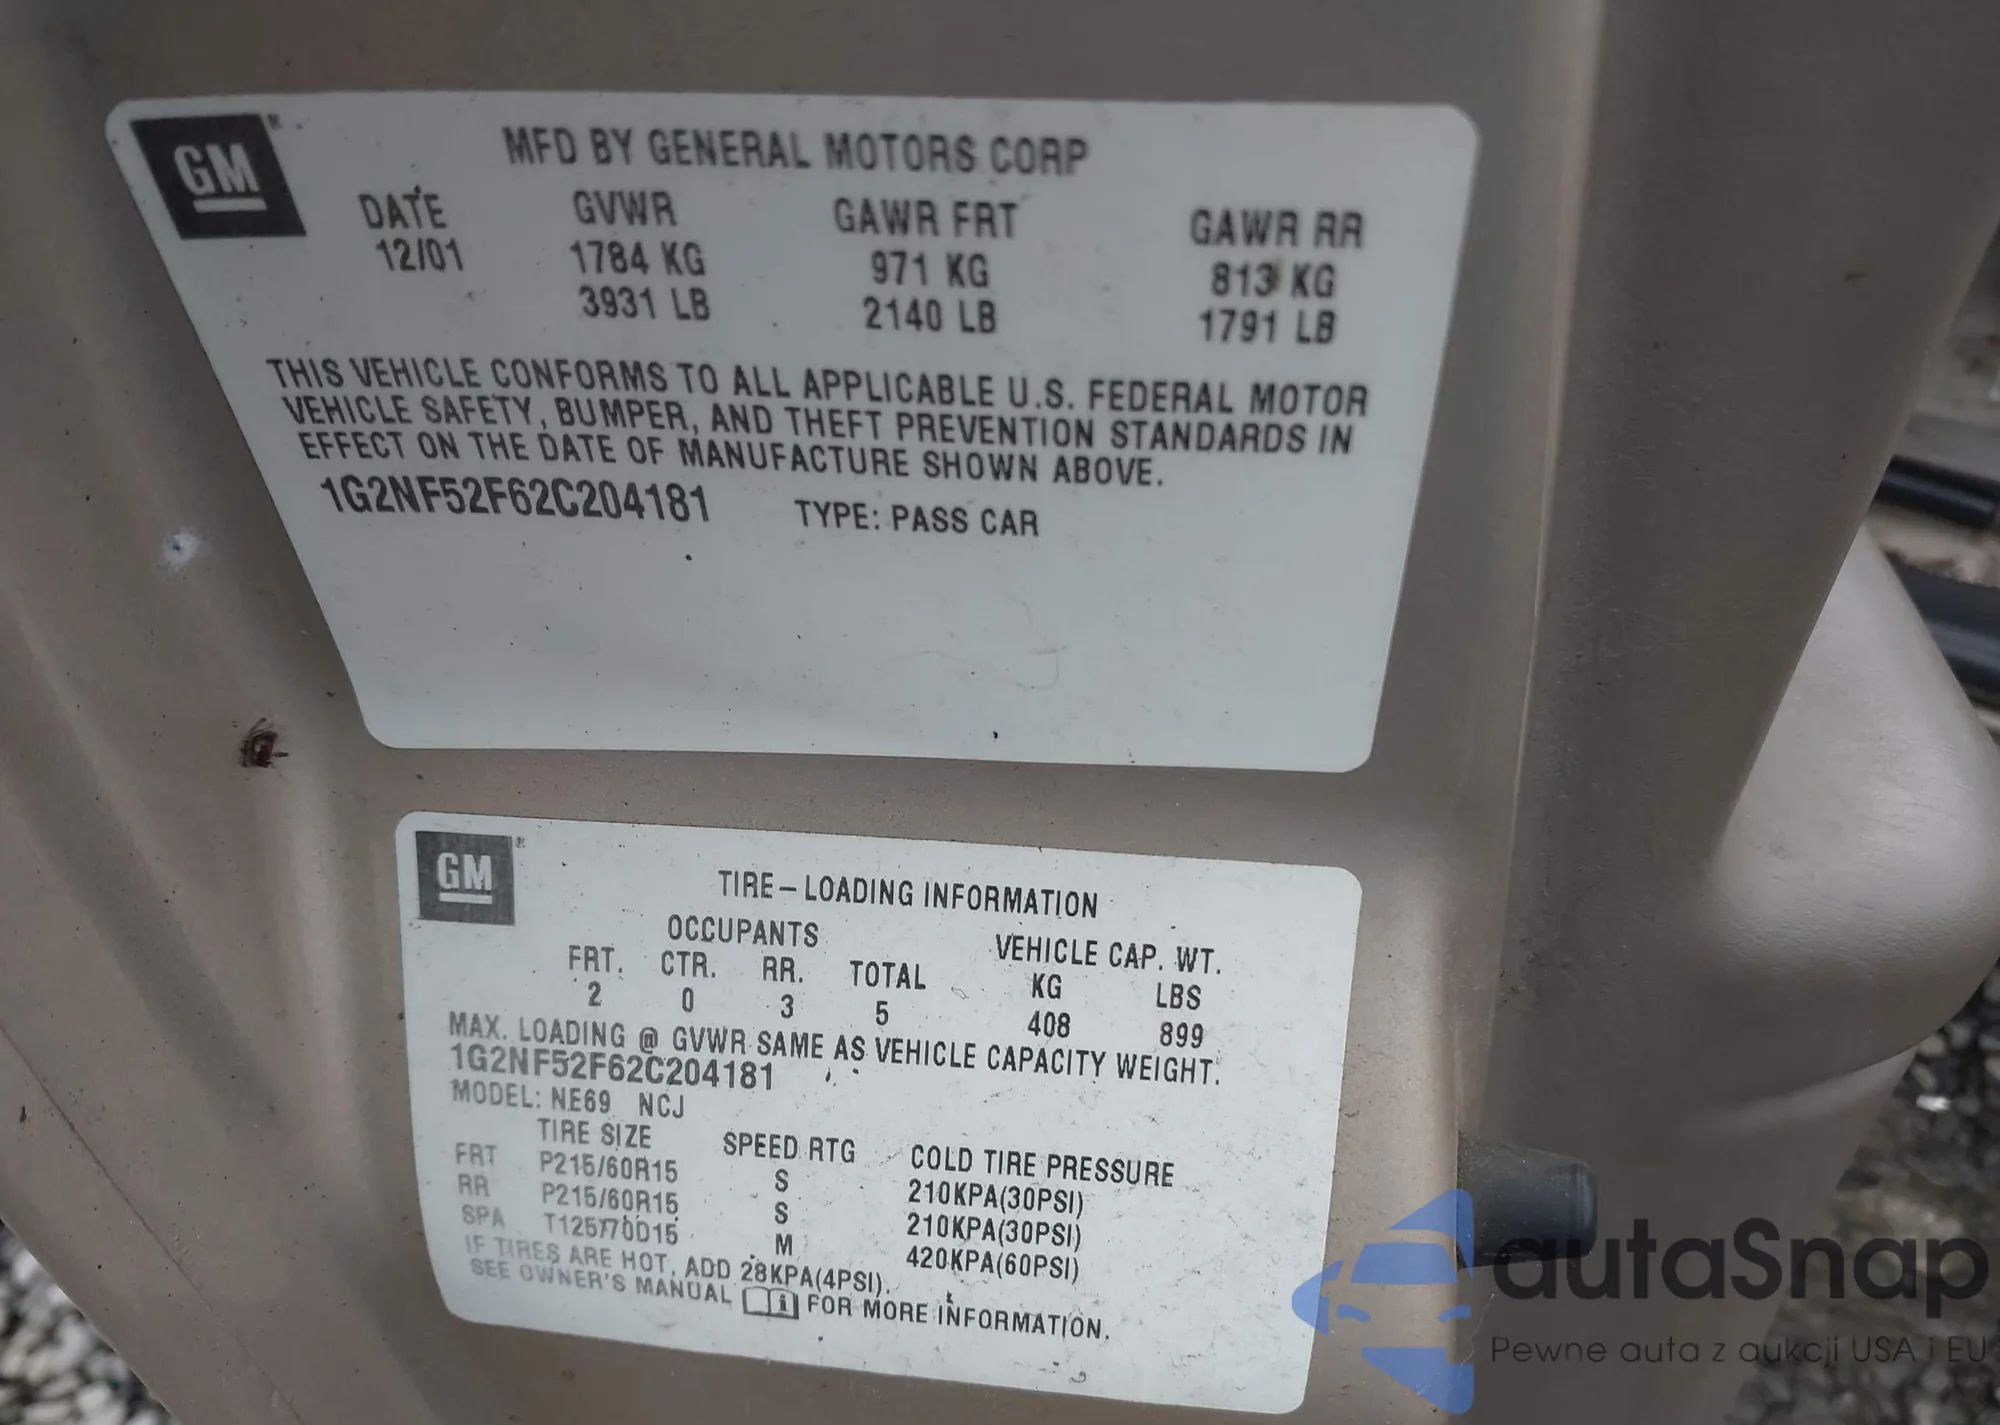 GM
MFD BY GENERAL MOTORS CORP
DATE GVWR GAWR FRT GAWR RR
12/01 1784 KG 971 KG 813 KG
3931 LB 2140 LB 1791 LB
THIS VEHICLE CONFORMS TO ALL APPLICABLE U.S. FEDERAL MOTOR
VEHICLE SAFETY, BUMPER, AND THEFT PREVENTION STANDARDS IN
EFFECT ON THE DATE OF MANUFACTURE SHOWN ABOVE.
1G2NF52F62C204181 TYPE: PASS CAR
GM
TIRE – LOADING INFORMATION
OCCUPANTS VEHICLE CAP. WT.
FRT. CTR. RR. TOTAL KG LBS
2 0 3 5 408 899
MAX. LOADING @ GVWR SAME AS VEHICLE CAPACITY WEIGHT.
1G2NF52F62C204181
MODEL: NE69 NCJ
TIRE SIZE SPEED RTG COLD TIRE PRESSURE
FRT P215/60R15 S 210KPA(30PSI)
RR P215/60R15 S 210KPA(30PSI)
SPA T125/70D15 M 420KPA(60PSI)
IF TIRES ARE HOT, ADD 28KPA(4PSI).
SEE OWNER'S MANUAL FOR MORE INFORMATION.
autaSnap
Pewne auta z aukcji USA i EU